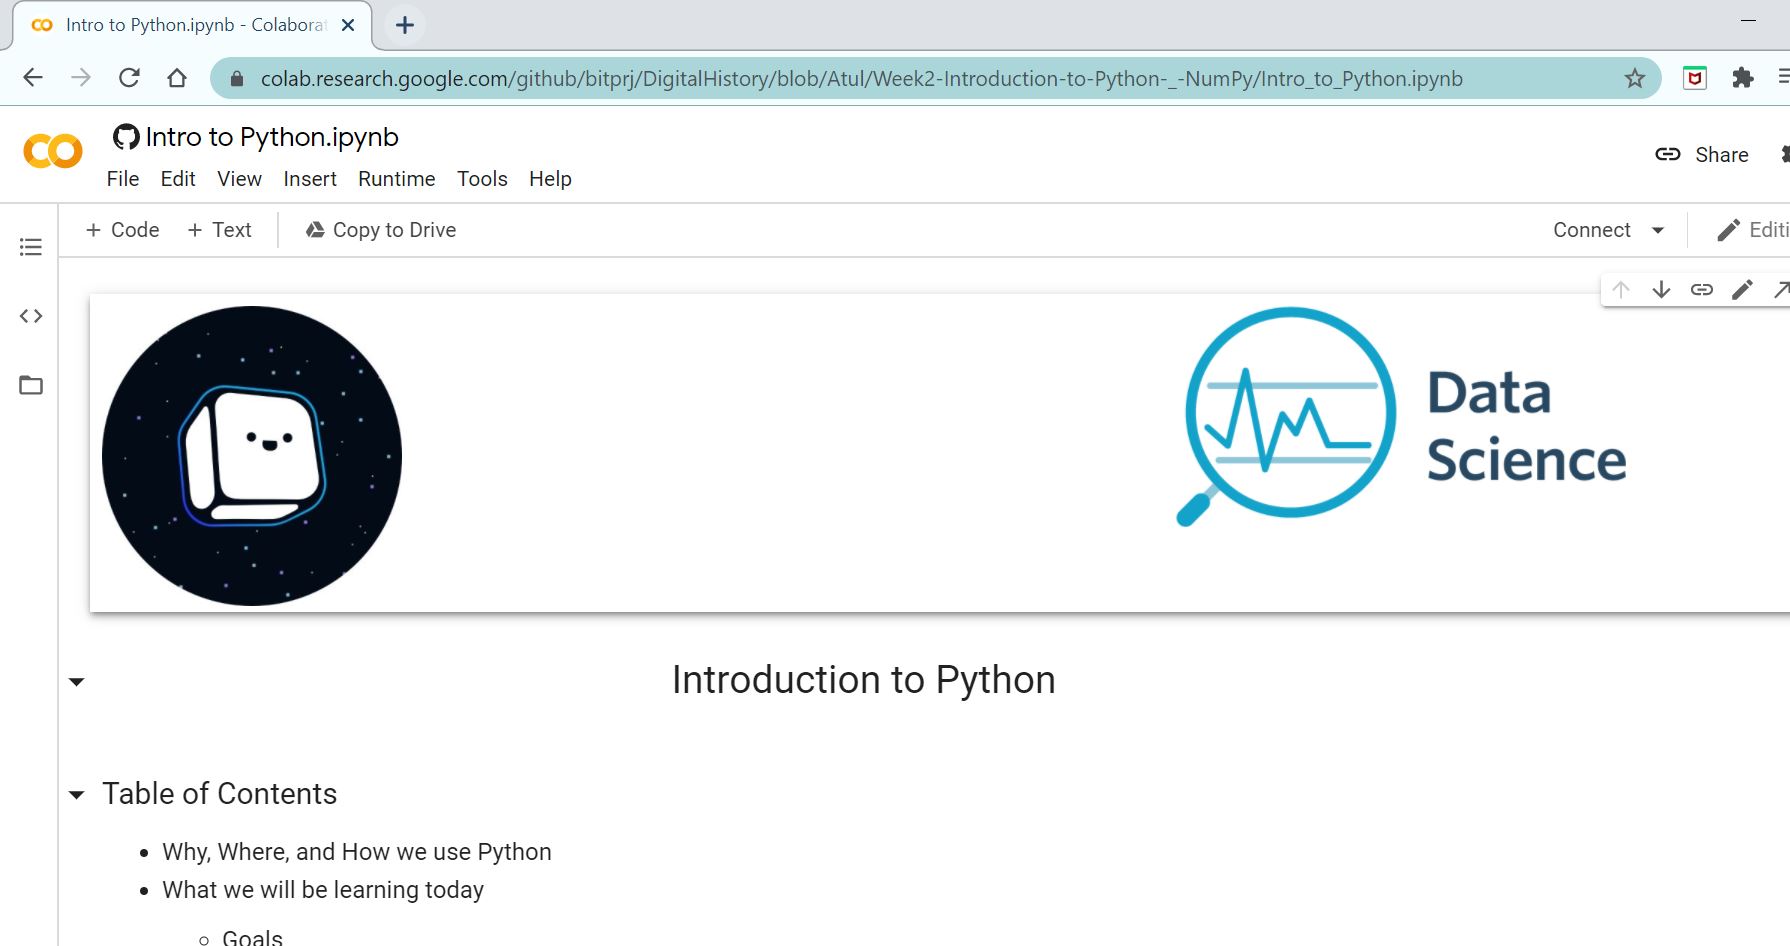 Intro to Python.ipynb - Colaborat
colab.research.google.com/github/bitprj/DigitalHistory/blob/Atul/Week2-Introduction-to-Python-_-NumPy/Intro_to_Python.ipynb
Intro to Python.ipynb
File Edit View Insert Runtime Tools Help
Share
+ Code + Text Copy to Drive
Connect
Editi
Data
Science
Introduction to Python
Table of Contents
• Why, Where, and How we use Python
• What we will be learning today
○ Goals